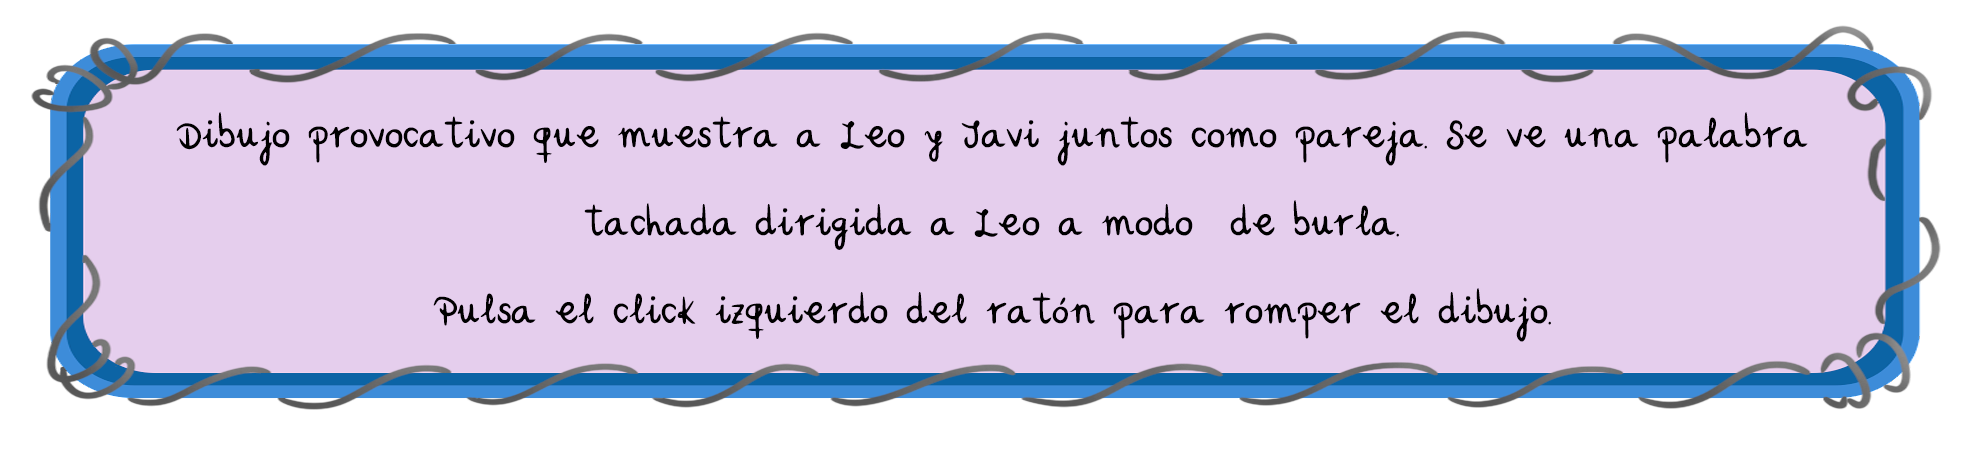 Dibujo provocativo que muestra a Leo y Javi juntos como pareja. Se ve una palabra
tachada dirigida a Leo a modo de burla.
Pulsa el click izquierdo del ratón para romper el dibujo.